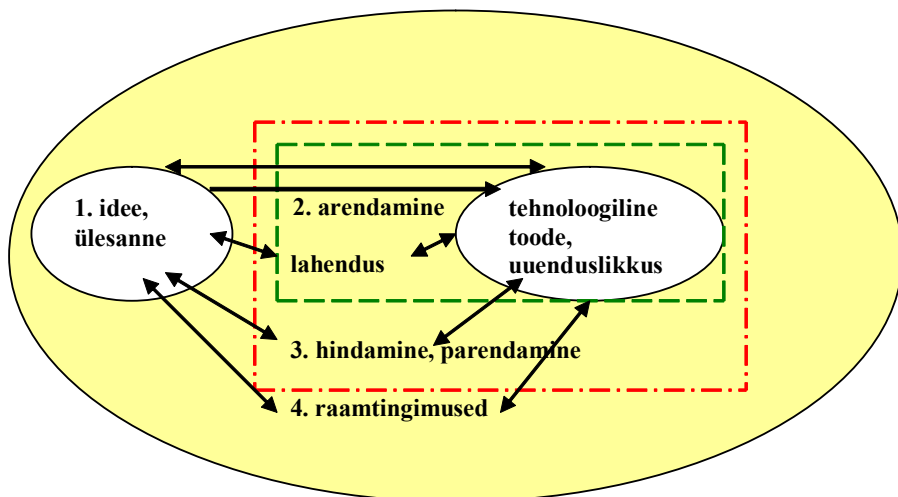 1. idee,
ülesanne
2. arendamine
lahendus
tehnoloogiline
toode,
uuenduslikkus
3. hindamine, parendamine
4. raamtingimused